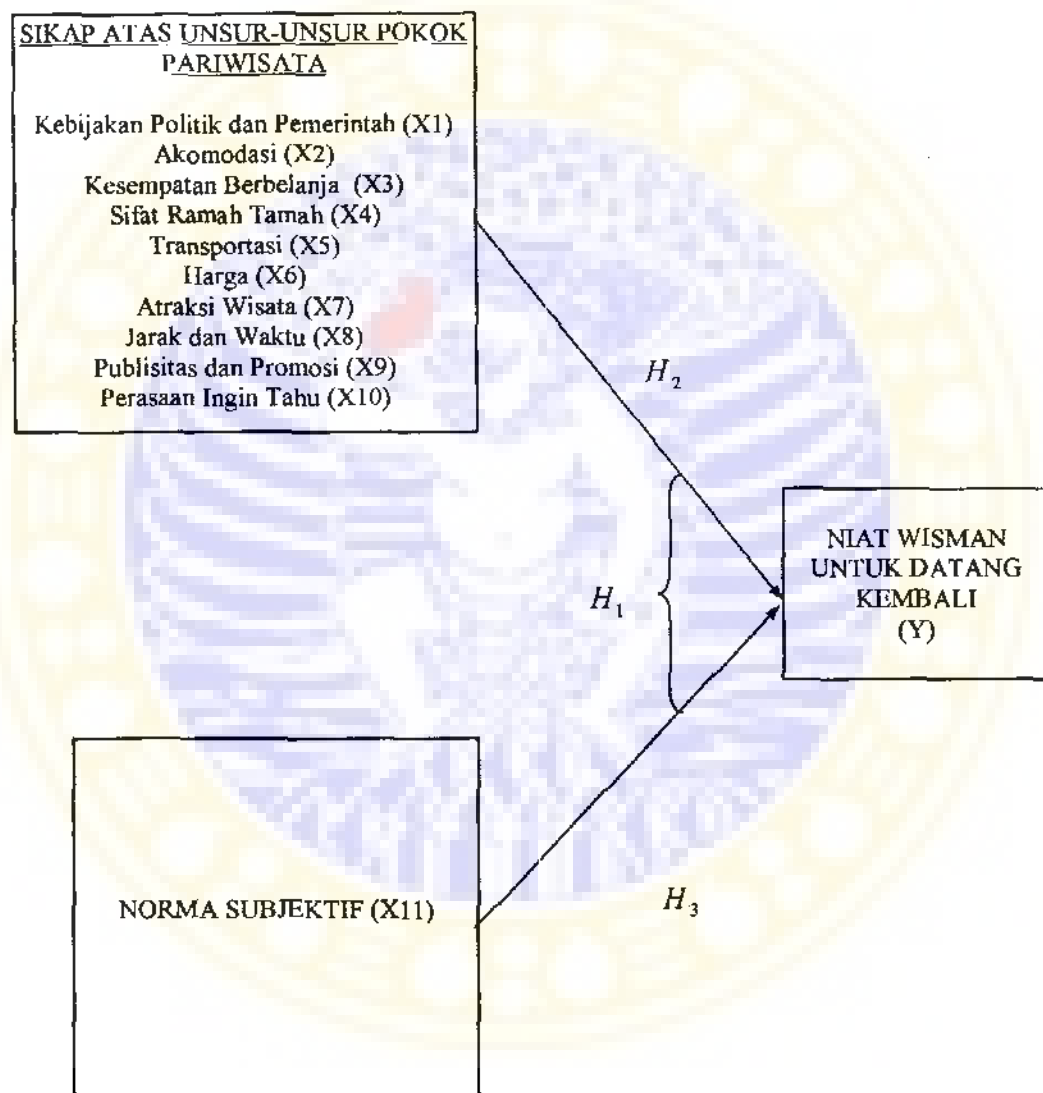 SIKAP ATAS UNSUR-UNSUR POKOK
PARIWISATA
Kebijakan Politik dan Pemerintah (X1)
Akomodasi (X2)
Kesempatan Berbelanja (X3)
Sifat Ramah Tamah (X4)
Transportasi (X5)
Harga (X6)
Atraksi Wisata (X7)
Jarak dan Waktu (X8)
Publisitas dan Promosi (X9)
Perasaan Ingin Tahu (X10)
H₂
H₁
NIAT WISMAN
UNTUK DATANG
KEMBALI
(Y)
NORMA SUBJEKTIF (X11)
H₃